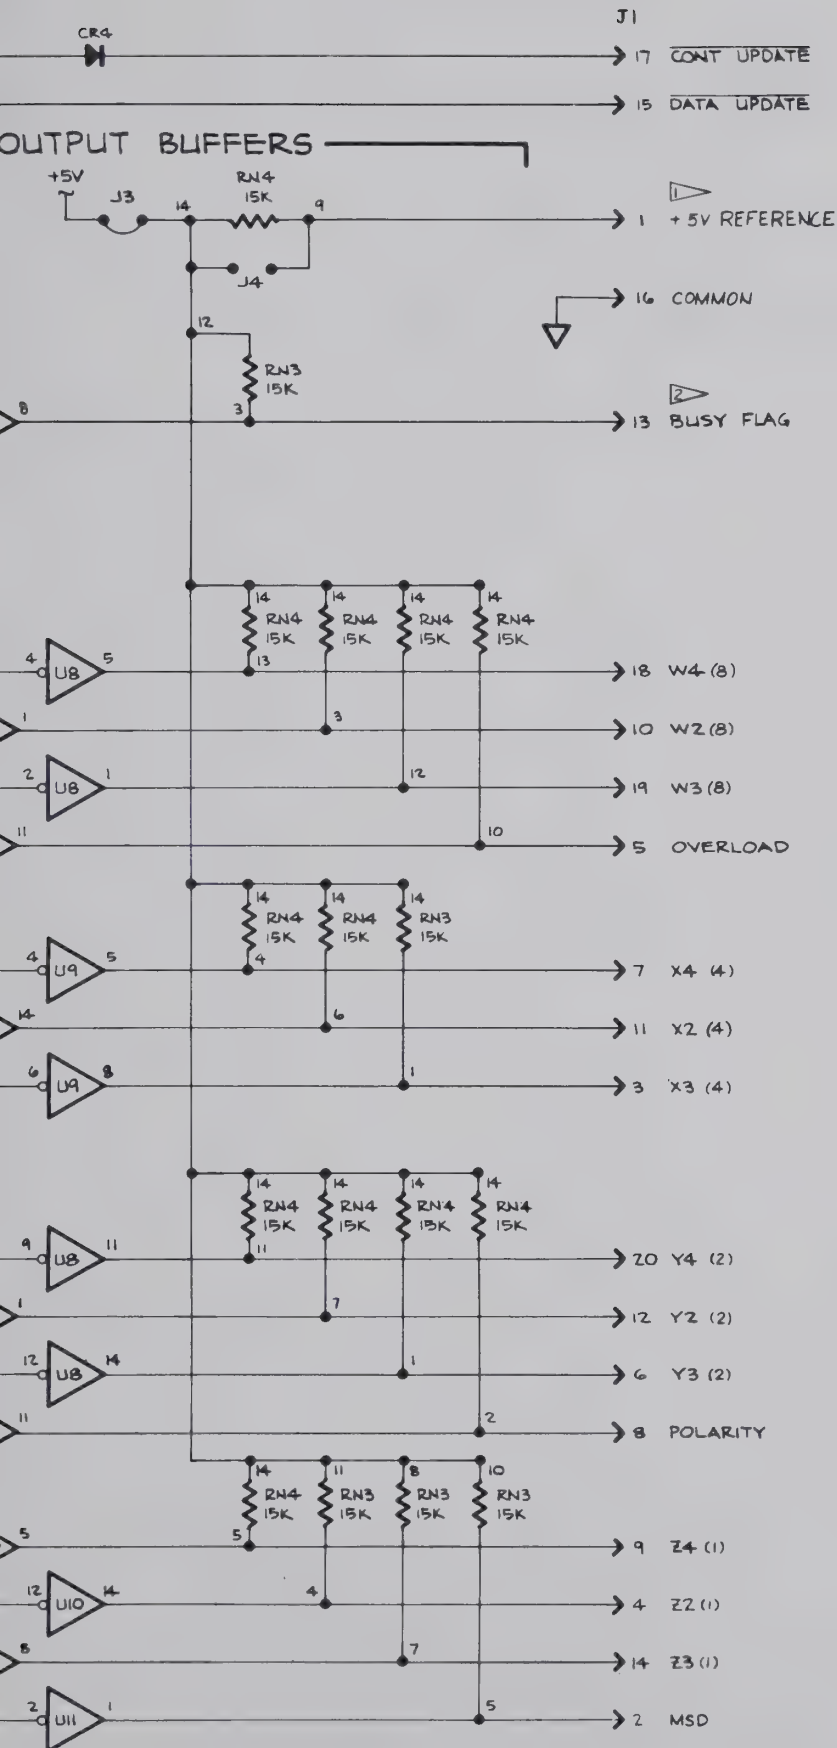 J1
CR4
17 CONT UPDATE
15 DATA UPDATE
OUTPUT BUFFERS
+5V
J3
14
RN4
15K
9
1
1 +5V REFERENCE
J4
16 COMMON
12
RN3
15K
3
2
8
13 BUSY FLAG
14 14 14 14
RN4 RN4 RN4 RN4
15K 15K 15K 15K
4 U8 5 13 18 W4 (8)
1 3 10 W2 (8)
2 U8 1 12 19 W3 (8)
11 10 5 OVERLOAD
14 14 14
RN4 RN4 RN3
15K 15K 15K
4 U9 5 4 7 X4 (4)
14 6 11 X2 (4)
6 U9 8 1 3 X3 (4)
14 14 14 14
RN4 RN4 RN4 RN4
15K 15K 15K 15K
9 U8 11 11 20 Y4 (2)
1 7 12 Y2 (2)
12 U8 14 1 6 Y3 (2)
11 2 8 POLARITY
14 11 8 10
RN4 RN3 RN3 RN3
15K 15K 15K 15K
5 5 9 Z4 (1)
12 U10 14 4 4 Z2 (1)
8 7 14 Z3 (1)
2 U11 1 5 2 MSD